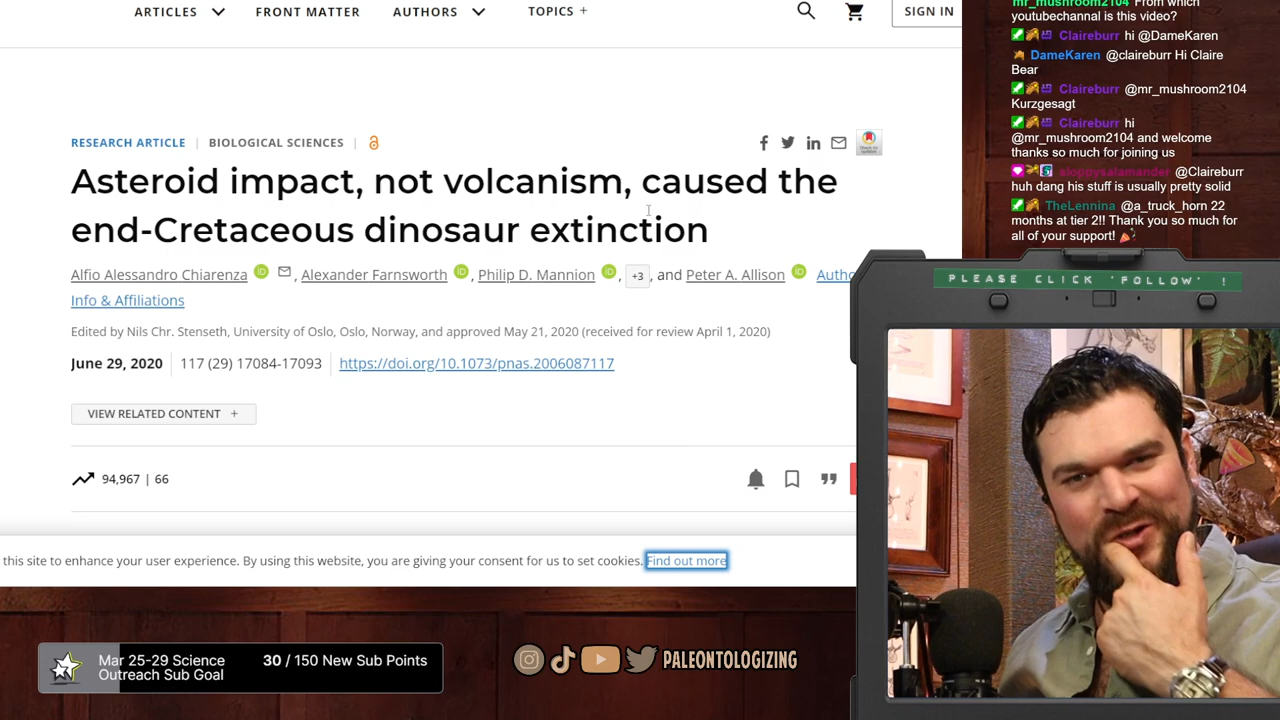 ARTICLES
FRONT MATTER
AUTHORS
TOPICS +
SIGN IN
RESEARCH ARTICLE | BIOLOGICAL SCIENCES |
Asteroid impact, not volcanism, caused the
end-Cretaceous dinosaur extinction
Alfio Alessandro Chiarenza, Alexander Farnsworth, Philip D. Mannion, +3, and Peter A. Allison Autho
Info & Affiliations
Edited by Nils Chr. Stenseth, University of Oslo, Oslo, Norway, and approved May 21, 2020 (received for review April 1, 2020)
June 29, 2020 | 117 (29) 17084-17093 | https://doi.org/10.1073/pnas.2006087117
VIEW RELATED CONTENT +
94,967 | 66
this site to enhance your user experience. By using this website, you are giving your consent for us to set cookies. Find out more
mr_mushroom2104 From which
youtubechannal is this video?
Claireburr hi @DameKaren
DameKaren @claireburr Hi Claire
Bear
Claireburr @mr_mushroom2104
Kurzgesagt
Claireburr hi
@mr_mushroom2104 and welcome
thanks so much for joining us
sloppysalamander @Claireburr
huh dang his stuff is usually pretty solid
TheLennina @a_truck_horn 22
months at tier 2!! Thank you so much for
all of your support!
PLEASE CLICK 'FOLLOW' !
Mar 25-29 Science
Outreach Sub Goal
30 / 150 New Sub Points
PALEONTOLOGIZING